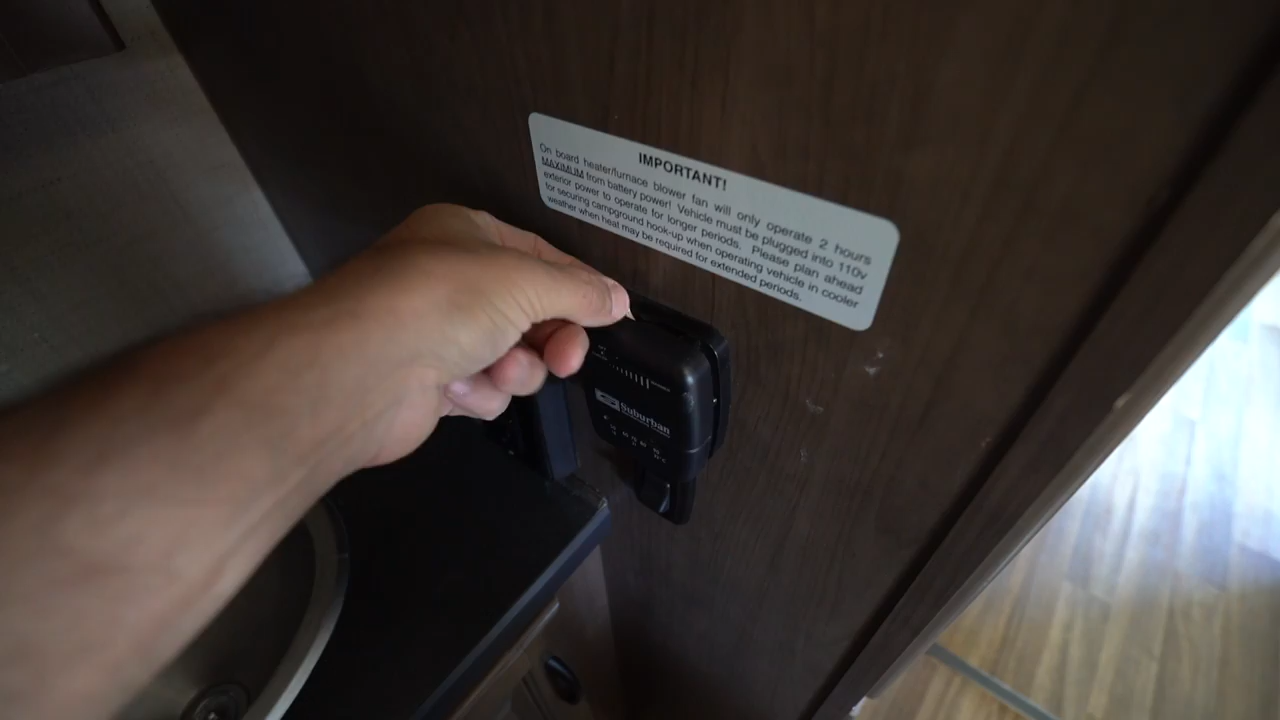 IMPORTANT!
On board heater/furnace blower fan will only operate 2 hours
MAXIMUM from battery power! Vehicle must be plugged into 110v
exterior power to operate for longer periods. Please plan ahead
for securing campground hook-up when operating vehicle in cooler
weather when heat may be required for extended periods.
Suburban